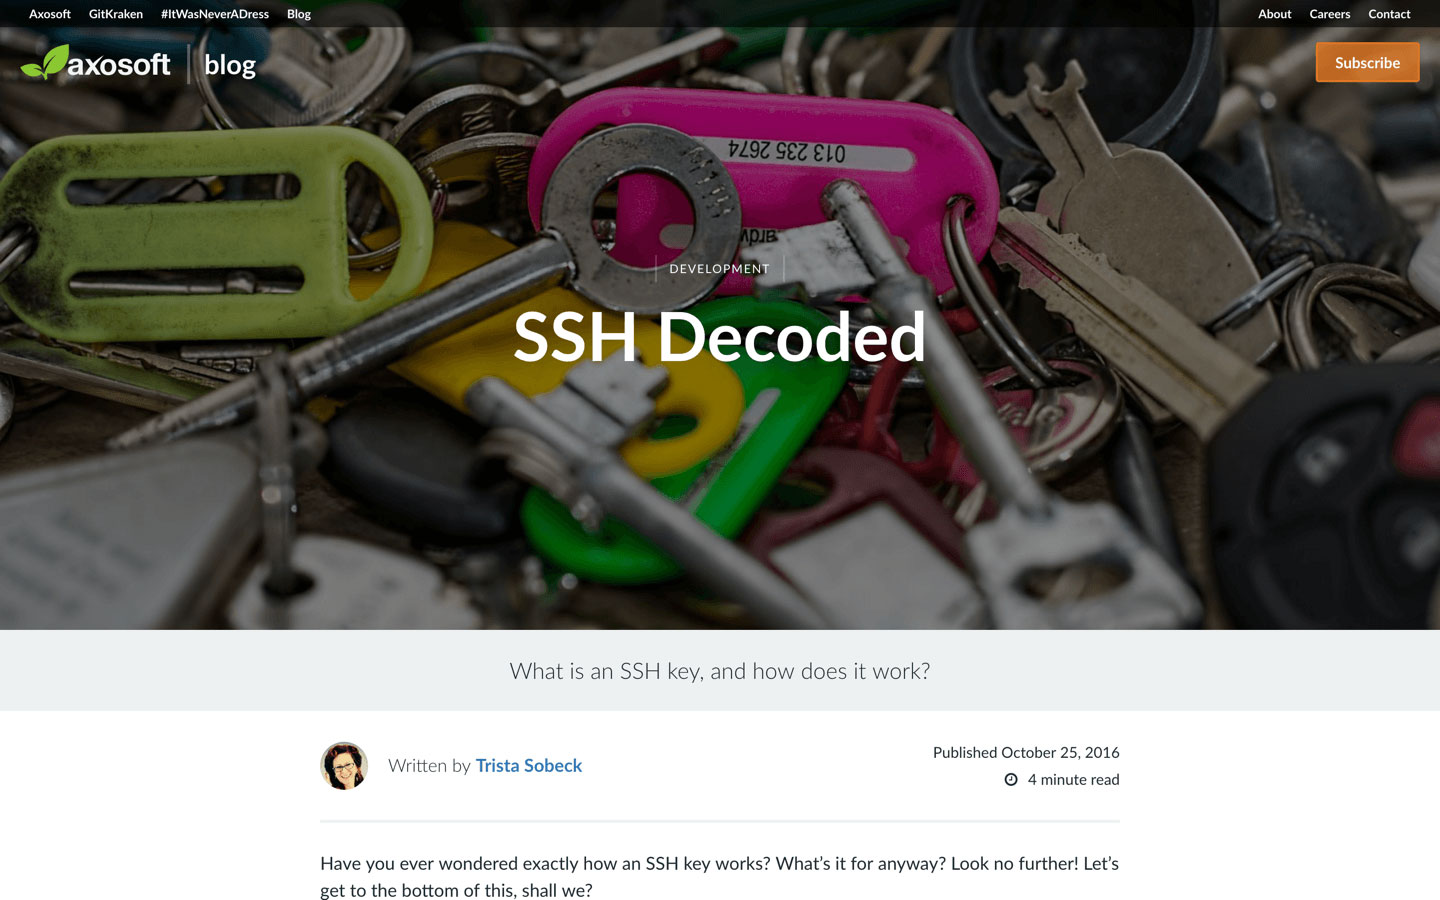 Axosoft GitKraken #ItWasNeverADress Blog About Careers Contact
axosoft blog Subscribe
013 235 2674
DEVELOPMENT
SSH Decoded
What is an SSH key, and how does it work?
Written by Trista Sobeck
Published October 25, 2016
4 minute read
Have you ever wondered exactly how an SSH key works? What’s it for anyway? Look no further! Let’s
get to the bottom of this, shall we?